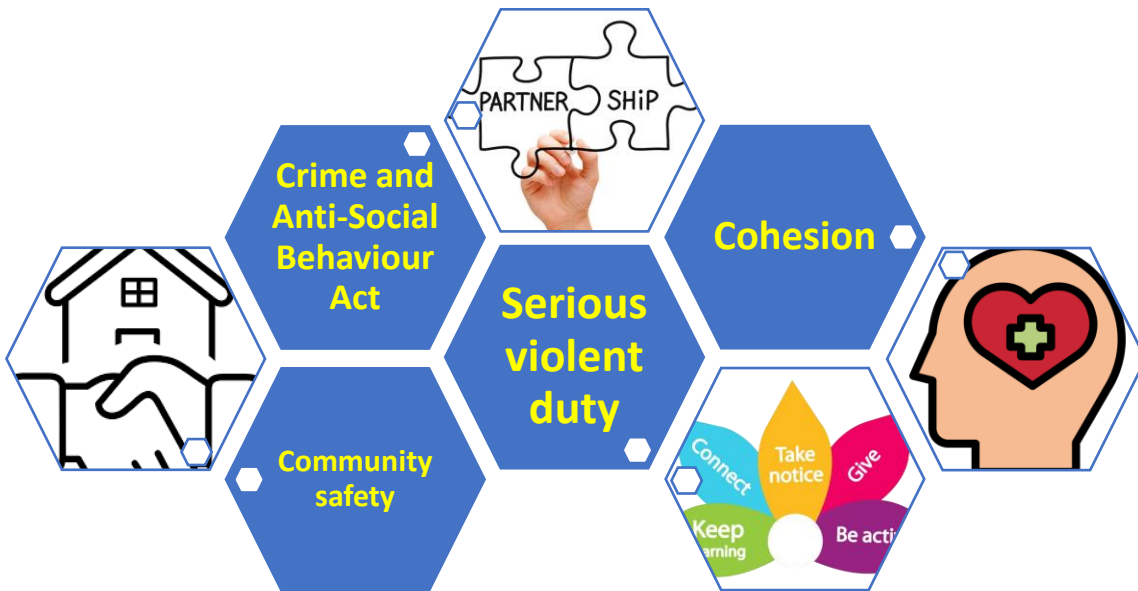 PARTNER SHiP
Crime and
Anti-Social
Behaviour
Act
Cohesion
Serious
violent
duty
Community
safety
Connect
Take
notice
Give
Keep
arning
Be acti